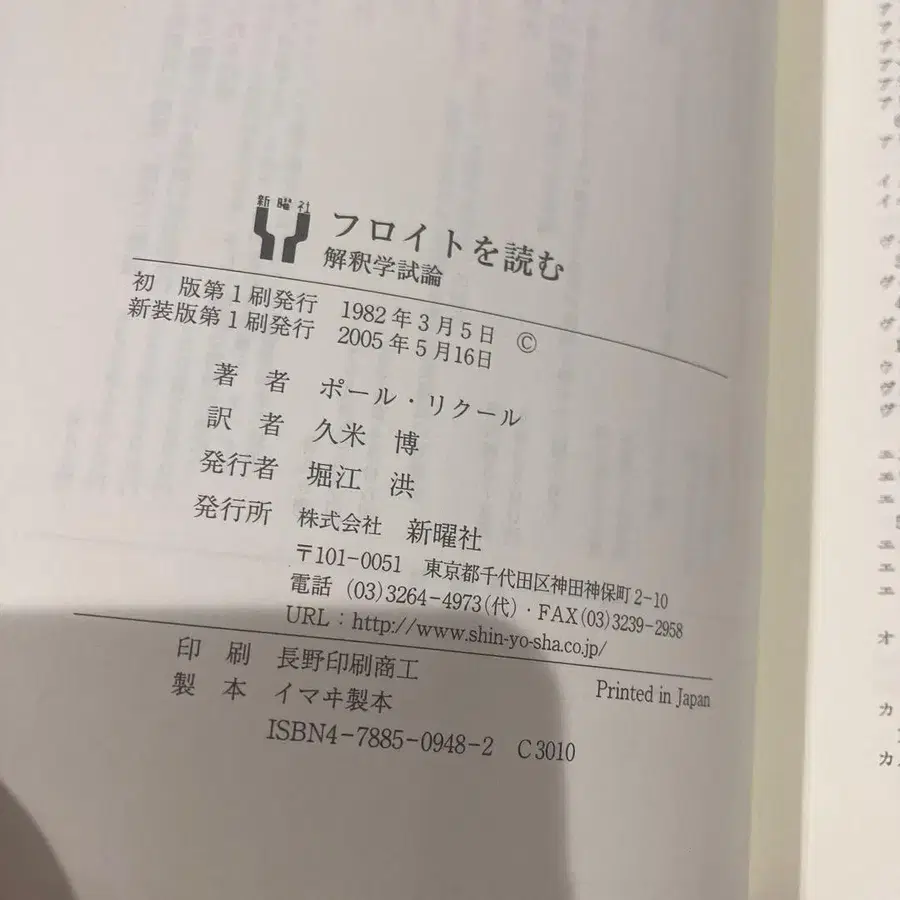 新曜社
フロイトを読む
解釈学試論
初 版第1刷発行 1982年3月5日 ©
新装版第1刷発行 2005年5月16日
著 者 ポール・リクール
訳 者 久米 博
発行者 堀江 洪
発行所 株式会社 新曜社
〒101-0051 東京都千代田区神田神保町2-10
電話 (03)3264-4973(代)・FAX(03)3239-2958
URL:http://www.shin-yo-sha.co.jp/
印 刷 長野印刷商工
製 本 イマヰ製本
Printed in Japan
ISBN4-7885-0948-2 C3010